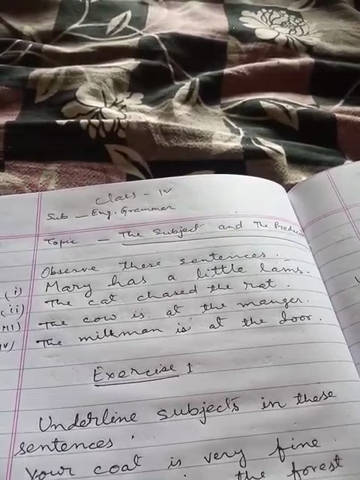 Class - IV
Sub - Eng. Grammar
Topic - The Subject and The Predic
Observe these sentences.
(i) Mary has a little lamb.
(ii) The cat chased the rat.
(iii) The cow is at the manger.
(iv) The milkman is at the door.
Exercise 1
Underline subjects in these
sentences.
Your coat is very fine
the forest